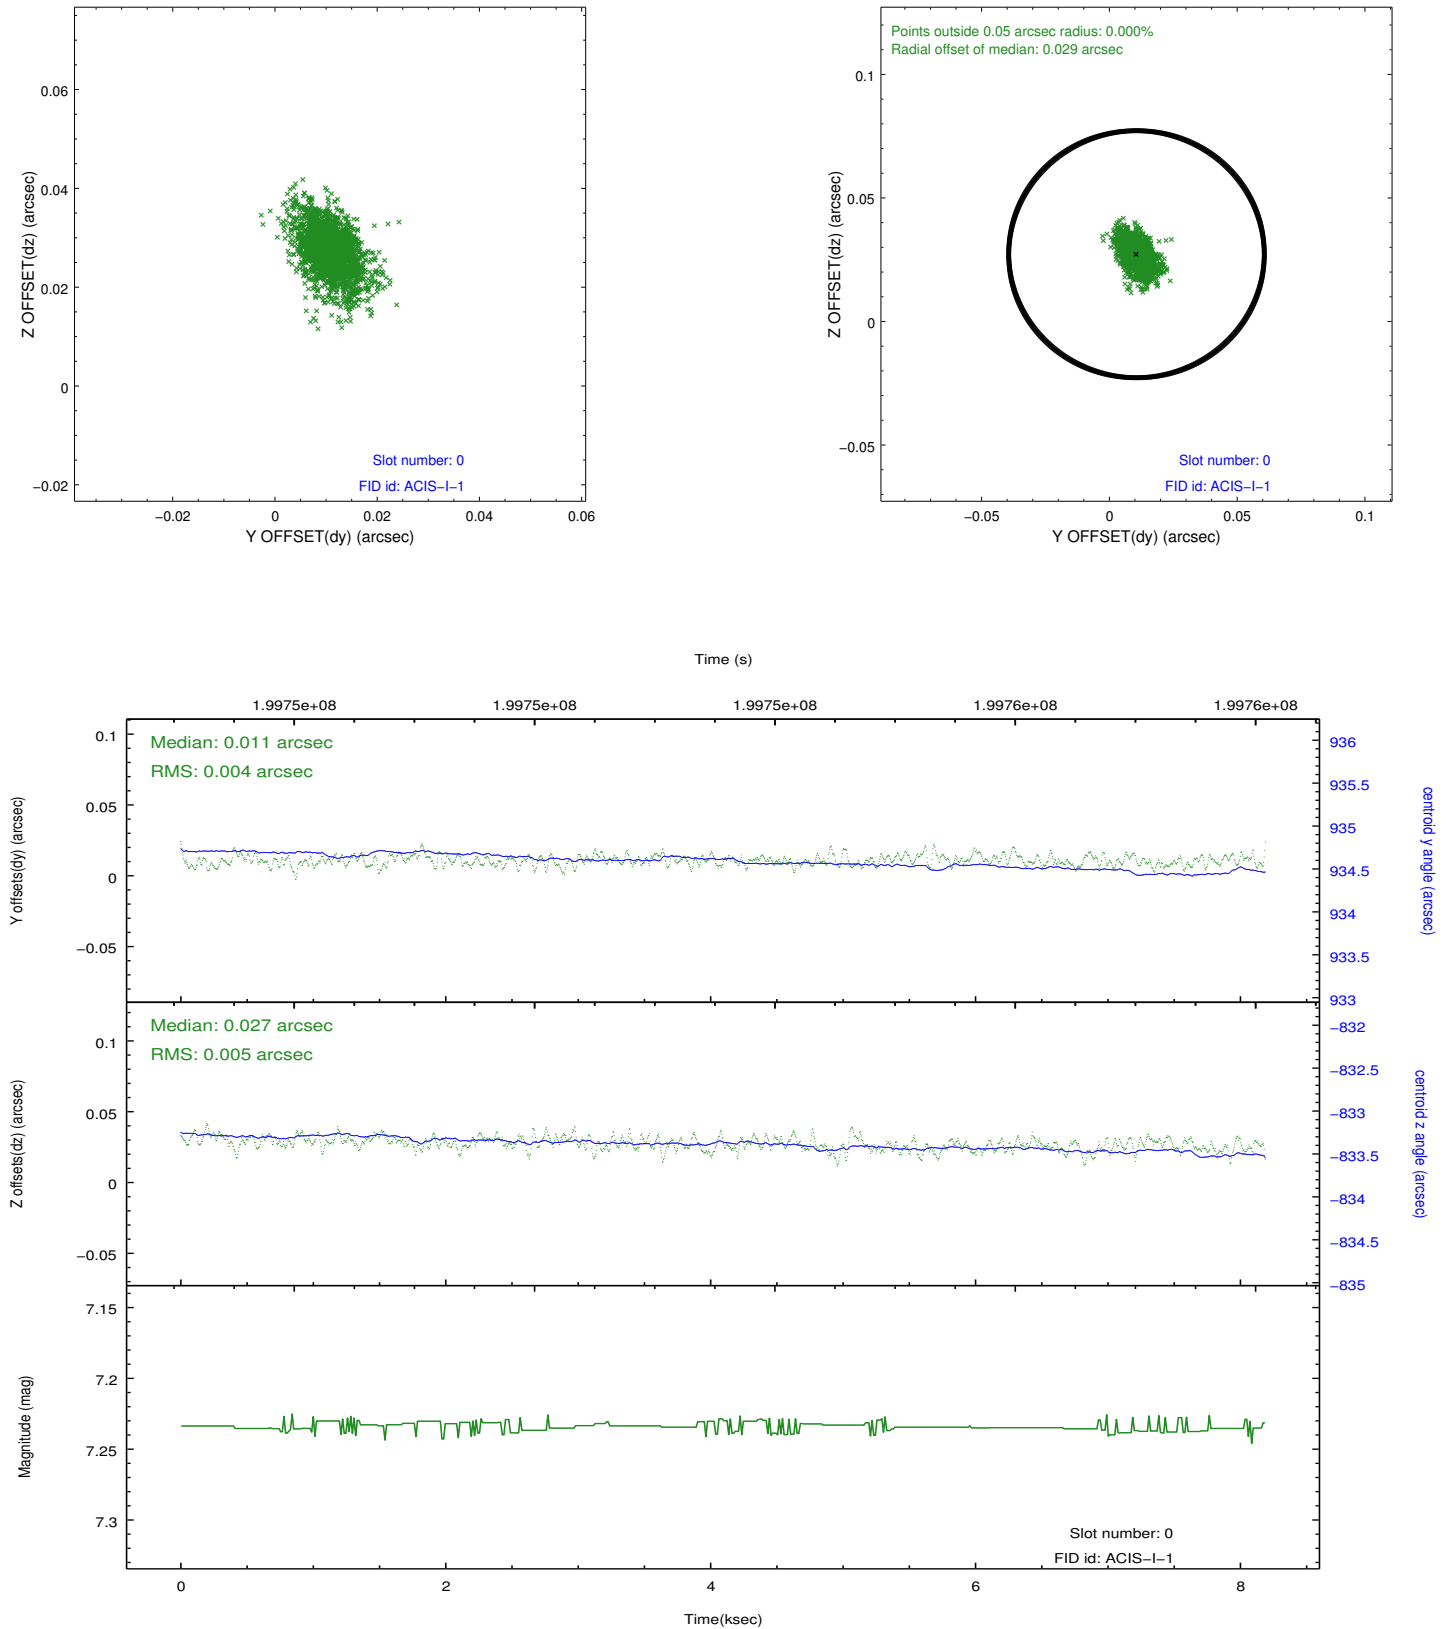 0.06
0.04
0.02
0
−0.02
Z OFFSET(dz) (arcsec)
Slot number: 0
FID id: ACIS−I−1
−0.02
0
0.02
0.04
0.06
Y OFFSET(dy) (arcsec)
Points outside 0.05 arcsec radius: 0.000%
Radial offset of median: 0.029 arcsec
0.1
0.05
0
−0.05
Z OFFSET(dz) (arcsec)
Slot number: 0
FID id: ACIS−I−1
−0.05
0
0.05
0.1
Y OFFSET(dy) (arcsec)
Time (s)
1.9975e+08
1.9975e+08
1.9975e+08
1.9976e+08
1.9976e+08
Median: 0.011 arcsec
RMS: 0.004 arcsec
0.1
0.05
0
−0.05
Y offsets(dy) (arcsec)
936
935.5
935
934.5
934
933.5
933
centroid y angle (arcsec)
Median: 0.027 arcsec
RMS: 0.005 arcsec
0.1
0.05
0
−0.05
Z offsets(dz) (arcsec)
−832
−832.5
−833
−833.5
−834
−834.5
−835
centroid z angle (arcsec)
7.15
7.2
7.25
7.3
Magnitude (mag)
Slot number: 0
FID id: ACIS−I−1
0
2
4
6
8
Time(ksec)